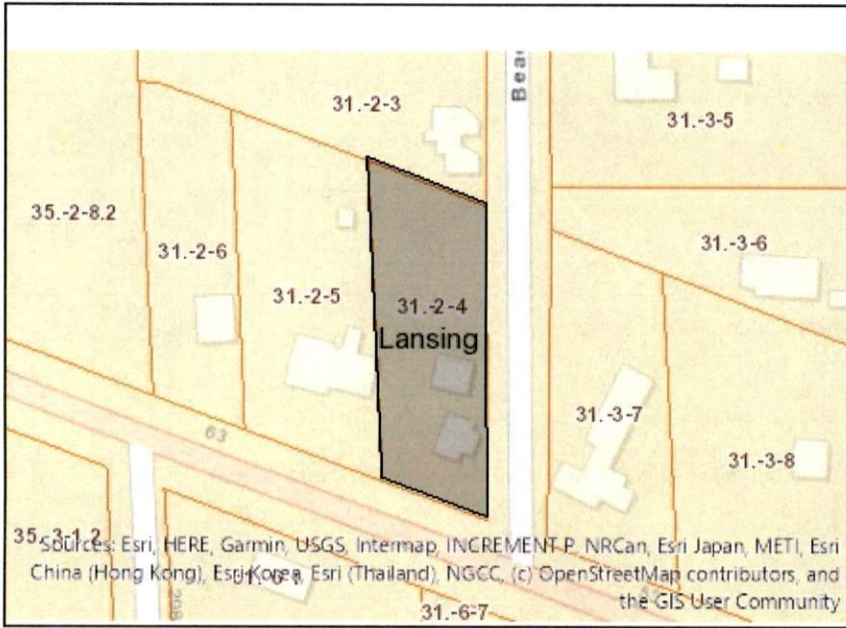 Bea
31.-2-3
31.-3-5
35.-2-8.2
31.-2-6
31.-3-6
31.-2-5
31.-2-4
Lansing
31.-3-7
63
31.-3-8
35.-3-1.2
Sources: Esri, HERE, Garmin, USGS, Intermap, INCREMENT P, NRCan, Esri Japan, METI, Esri
China (Hong Kong), Esri Korea, Esri (Thailand), NGCC, (c) OpenStreetMap contributors, and
the GIS User Community
31.-6-7